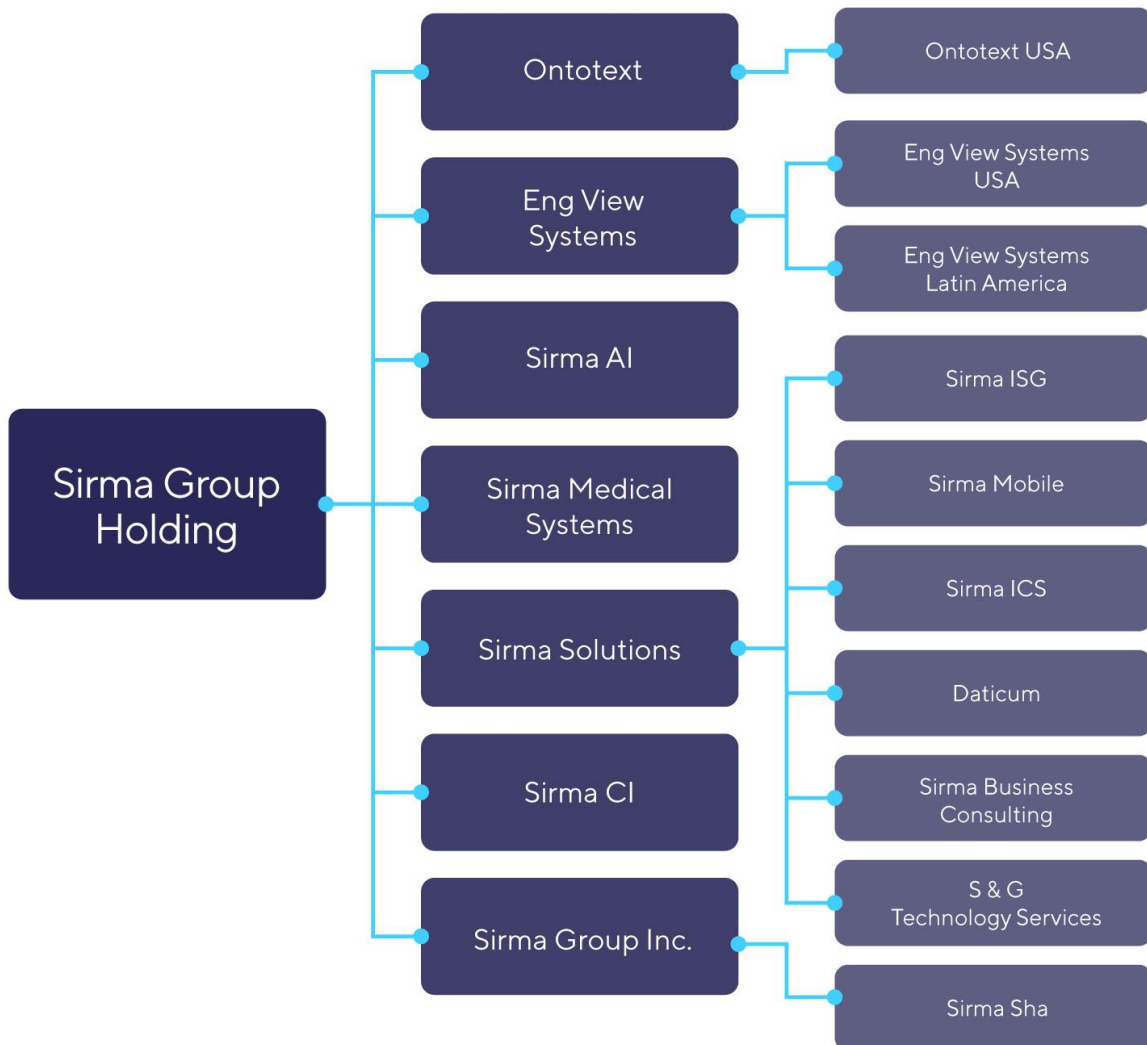 Sirma Group
Holding
Ontotext
Eng View
Systems
Sirma AI
Sirma Medical
Systems
Sirma Solutions
Sirma CI
Sirma Group Inc.
Ontotext USA
Eng View Systems
USA
Eng View Systems
Latin America
Sirma ISG
Sirma Mobile
Sirma ICS
Daticum
Sirma Business
Consulting
S & G
Technology Services
Sirma Sha